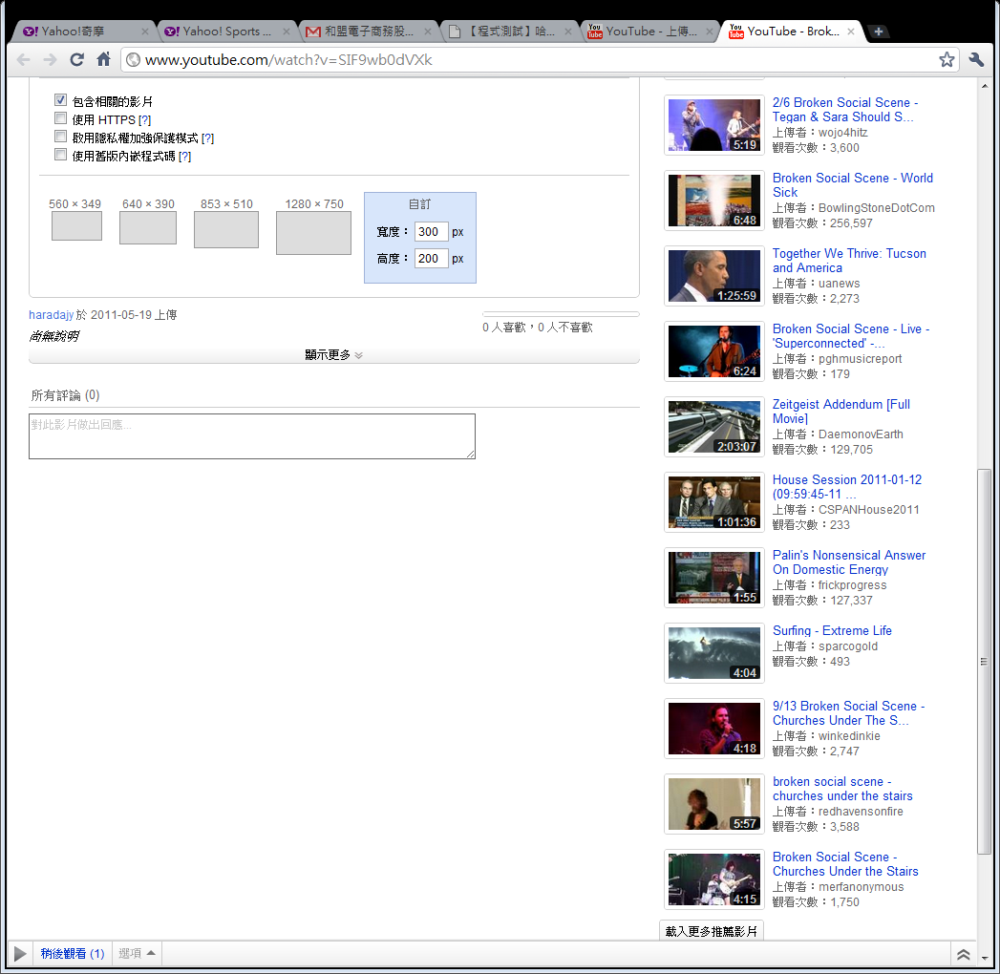 Yahoo!奇摩
Yahoo! Sports ...
和盟電子商務股...
【程式測試】哈...
YouTube - 上傳...
YouTube - Brok...
www.youtube.com/watch?v=SIF9wb0dVXk
包含相關的影片
使用 HTTPS [?]
啟用隱私權加強保護模式 [?]
使用舊版內嵌程式碼 [?]
560 × 349
640 × 390
853 × 510
1280 × 750
自訂
寬度: 300 px
高度: 200 px
haradajy 於 2011-05-19 上傳
尚無說明
0 人喜歡,0 人不喜歡
顯示更多
所有評論 (0)
對此影片做出回應...
5:19
2/6 Broken Social Scene -
Tegan & Sara Should S...
上傳者:wojo4hitz
觀看次數:3,600
6:48
Broken Social Scene - World
Sick
上傳者:BowlingStoneDotCom
觀看次數:256,597
1:25:59
Together We Thrive: Tucson
and America
上傳者:uanews
觀看次數:2,273
6:24
Broken Social Scene - Live -
'Superconnected' -...
上傳者:pghmusicreport
觀看次數:179
2:03:07
Zeitgeist Addendum [Full
Movie]
上傳者:DaemonovEarth
觀看次數:129,705
1:01:36
House Session 2011-01-12
(09:59:45-11 ...
上傳者:CSPANHouse2011
觀看次數:233
1:55
Palin's Nonsensical Answer
On Domestic Energy
上傳者:frickprogress
觀看次數:127,337
4:04
Surfing - Extreme Life
上傳者:sparcogold
觀看次數:493
4:18
9/13 Broken Social Scene -
Churches Under The S...
上傳者:winkedinkie
觀看次數:2,747
5:57
broken social scene -
churches under the stairs
上傳者:redhavensonfire
觀看次數:3,588
4:15
Broken Social Scene -
Churches Under the Stairs
上傳者:merfanonymous
觀看次數:1,750
載入更多推薦影片
稍後觀看 (1)
選項